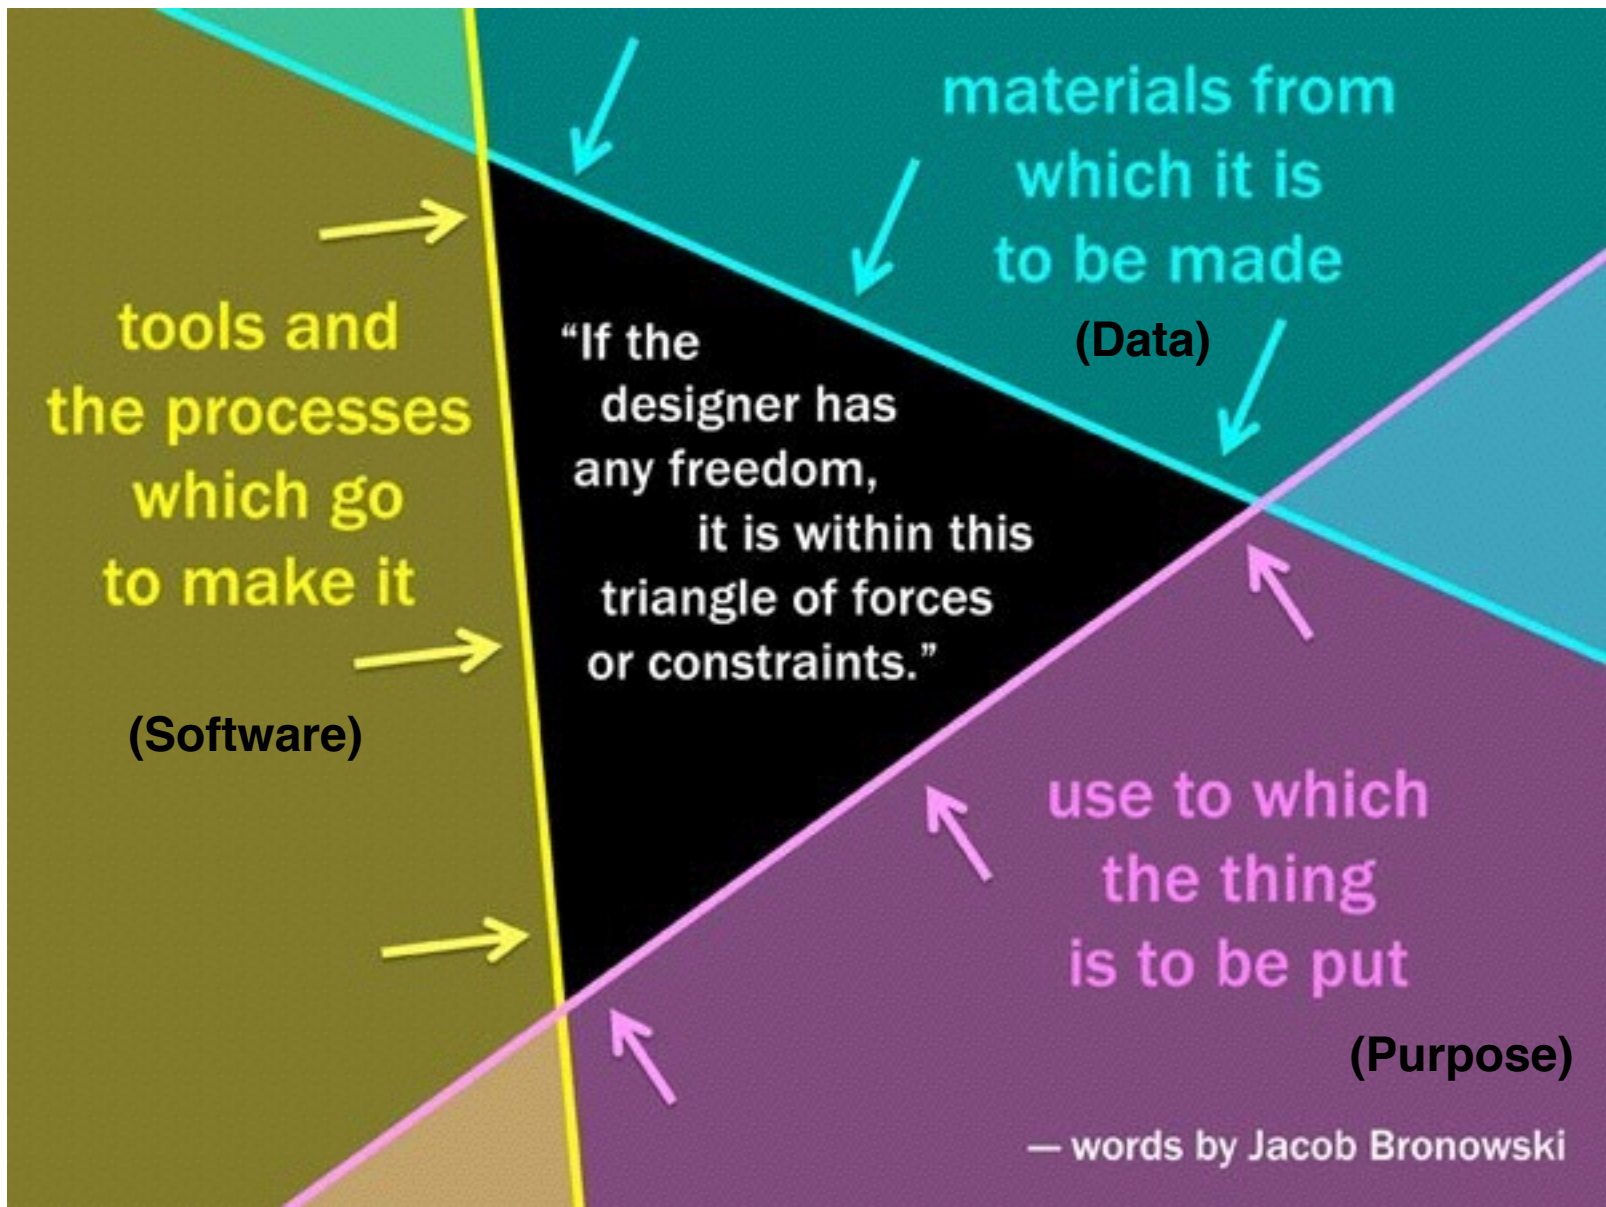 tools and
the processes
which go
to make it
(Software)
“If the
designer has
any freedom,
it is within this
triangle of forces
or constraints.”
materials from
which it is
to be made
(Data)
use to which
the thing
is to be put
(Purpose)
— words by Jacob Bronowski